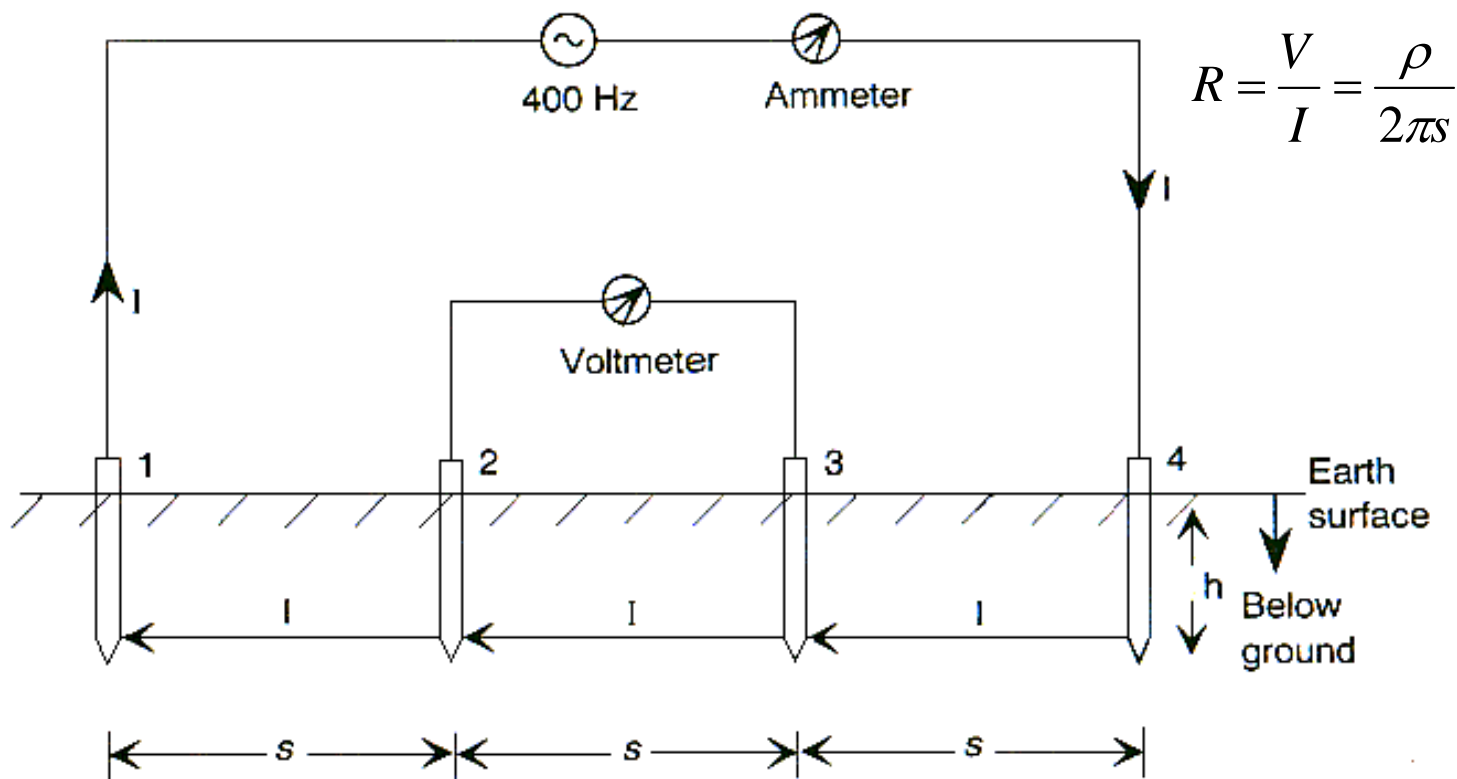 400 Hz
Ammeter
R = V/I = ρ/2πs
I
I
Voltmeter
1
2
3
4
Earth
surface
I
I
I
h
Below
ground
s
s
s